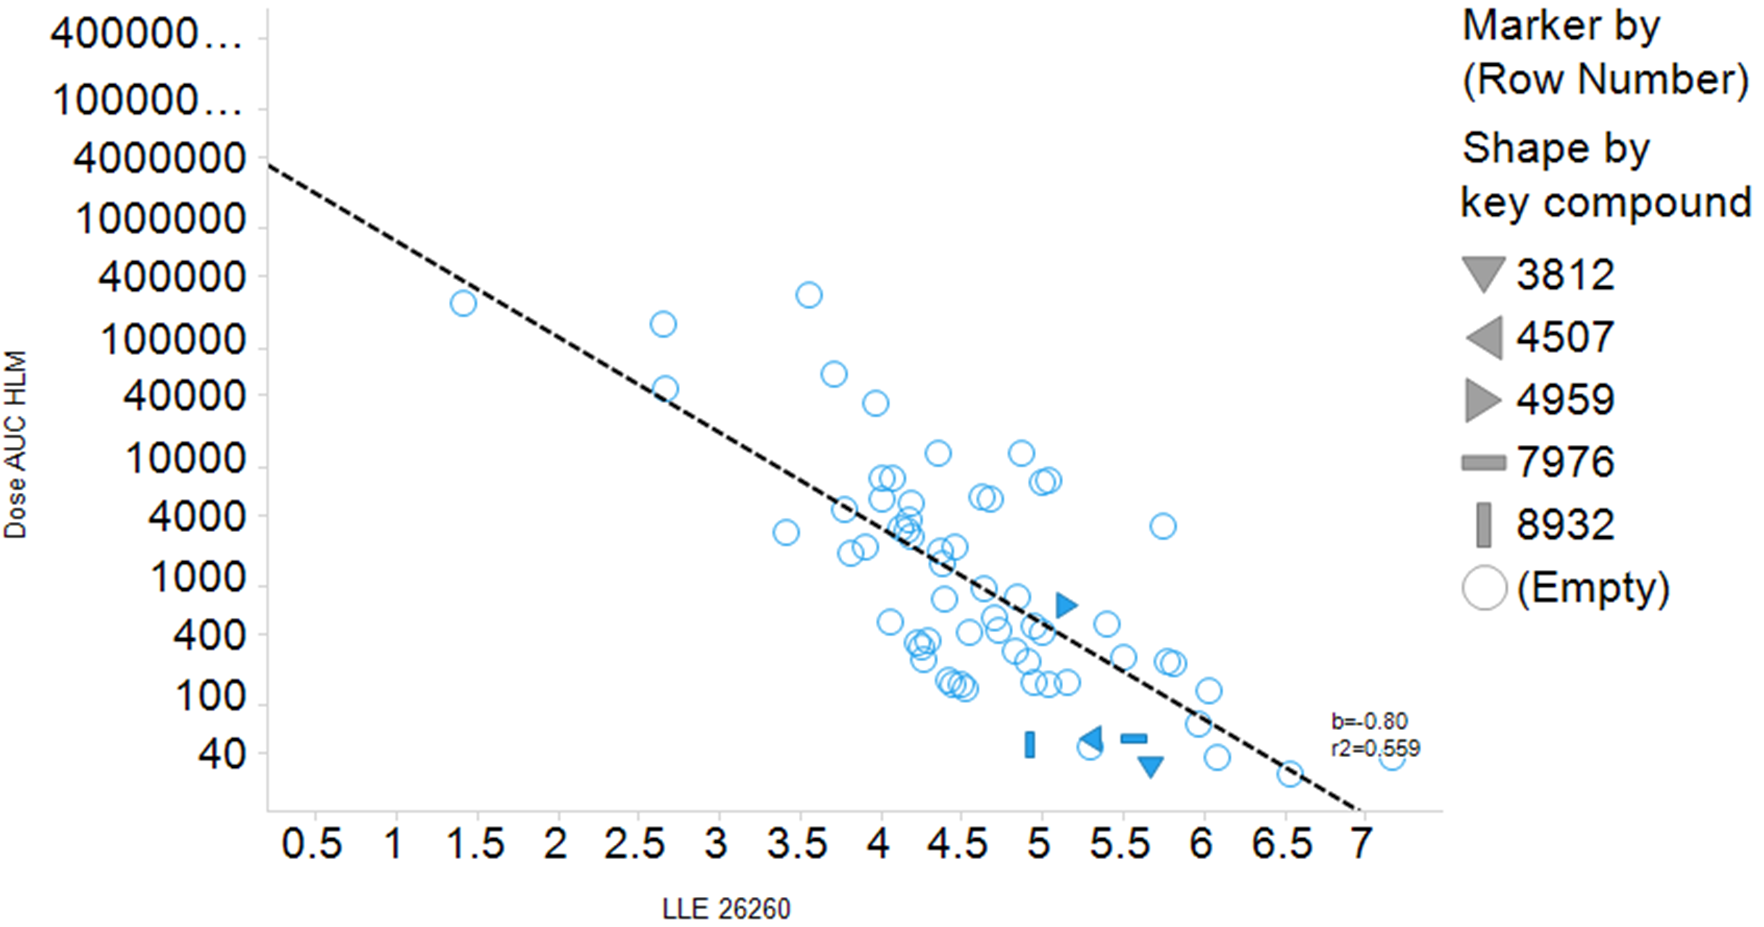 400000...
100000...
4000000
1000000
400000
100000
40000
10000
4000
1000
400
100
40
Dose AUC HLM
0.5 1 1.5 2 2.5 3 3.5 4 4.5 5 5.5 6 6.5 7
LLE 26260
b=-0.80
r2=0.559
Marker by
(Row Number)
Shape by
key compound
3812
4507
4959
7976
8932
(Empty)